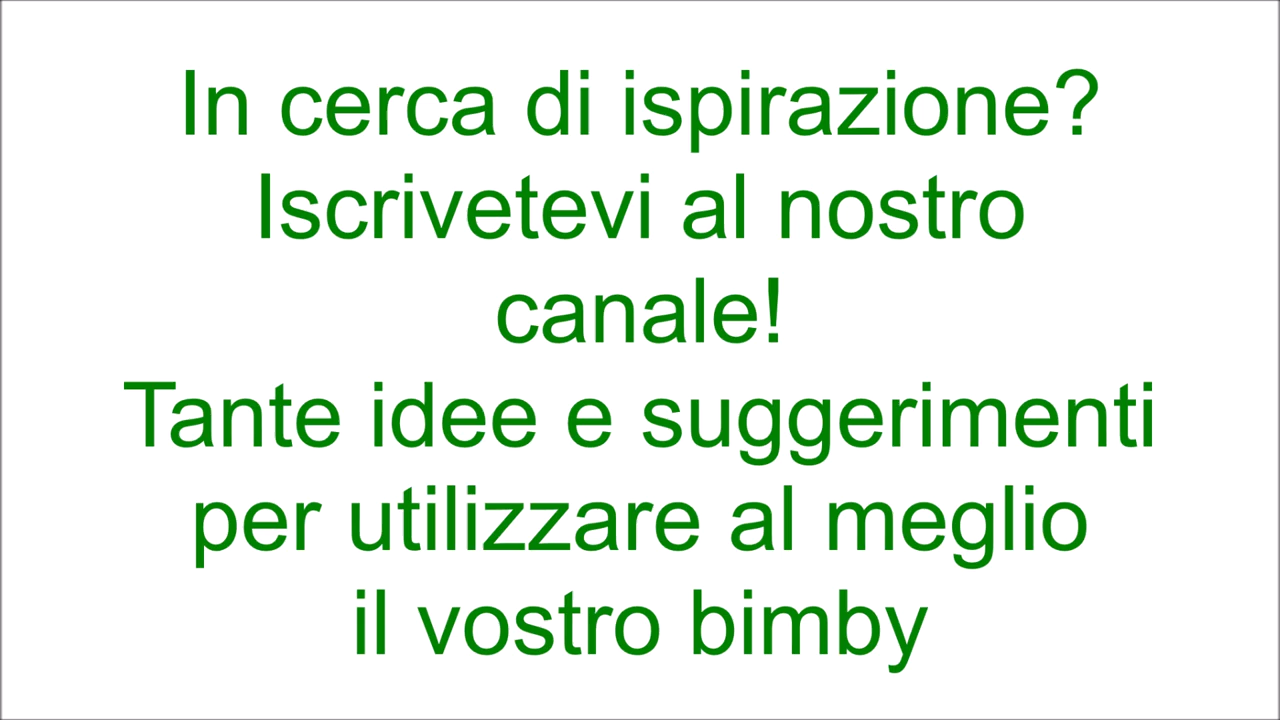 In cerca di ispirazione?
Iscrivetevi al nostro
canale!
Tante idee e suggerimenti
per utilizzare al meglio
il vostro bimby